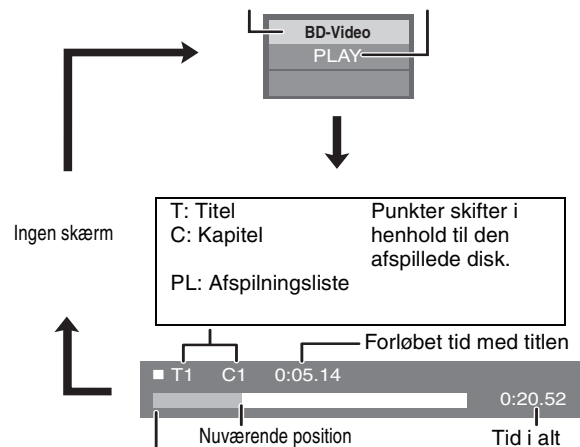 BD-Video
PLAY
Ingen skærm
T: Titel
C: Kapitel
PL: Afspilningsliste
Punkter skifter i
henhold til den
afspillede disk.
Forløbet tid med titlen
T1 C1 0:05.14
0:20.52
Nuværende position
Tid i alt